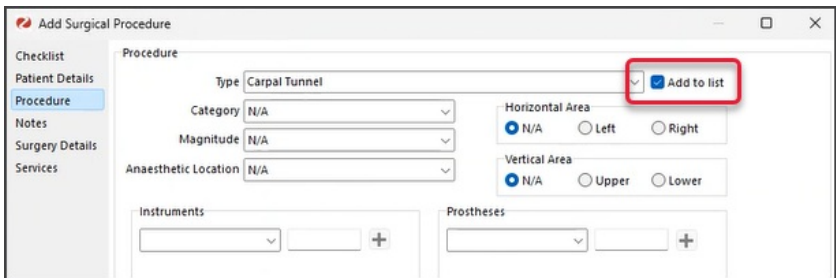 Add Surgical Procedure
Checklist
Patient Details
Procedure
Notes
Surgery Details
Services
Procedure
Type Carpal Tunnel Add to list
Category N/A
Magnitude N/A
Anaesthetic Location N/A
Horizontal Area
N/A Left Right
Vertical Area
N/A Upper Lower
Instruments
Prostheses